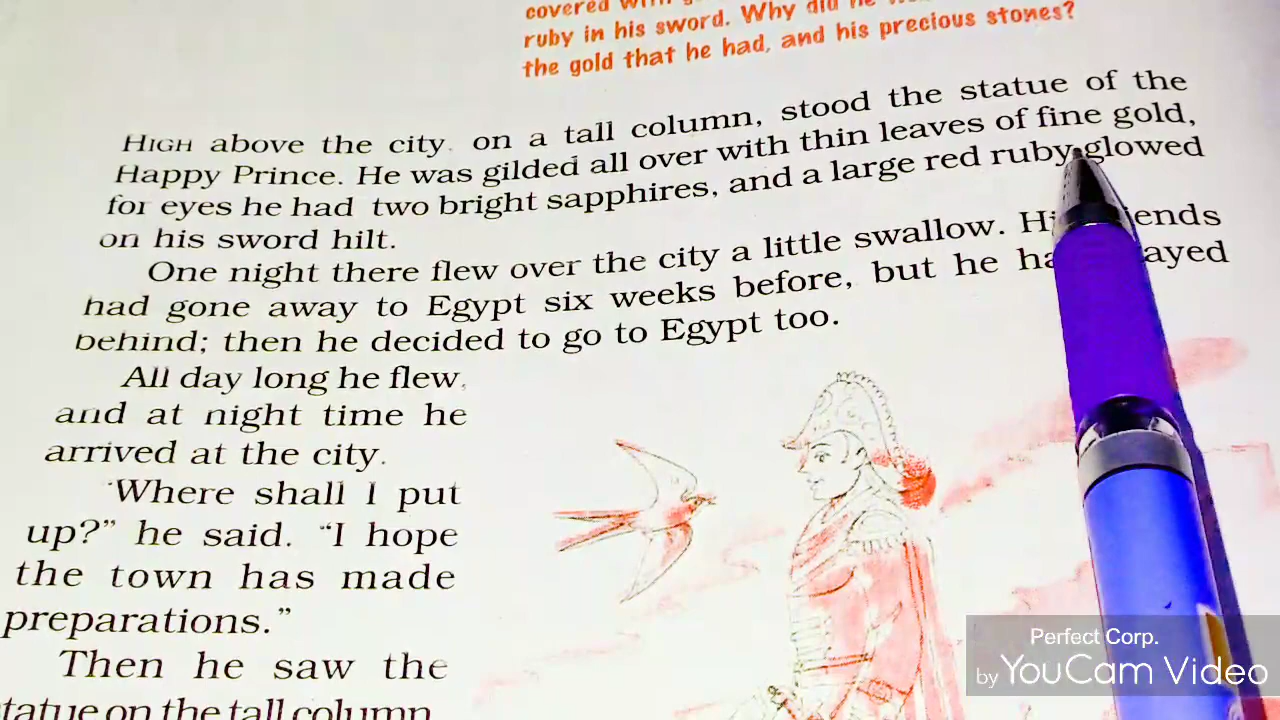 covered with
ruby in his sword. Why did he
the gold that he had, and his precious stones?
HIGH above the city on a tall column, stood the statue of the
Happy Prince. He was gilded all over with thin leaves of fine gold,
for eyes he had two bright sapphires, and a large red ruby glowed
on his sword hilt.
One night there flew over the city a little swallow.
had gone away to Egypt six weeks before, but he
behind; then he decided to go to Egypt too.
All day long he flew,
and at night time he
arrived at the city.
"Where shall I put
up?" he said. "I hope
the town has made
preparations."
Then he saw the
statue on the tall column
Perfect Corp.
by YouCam Video